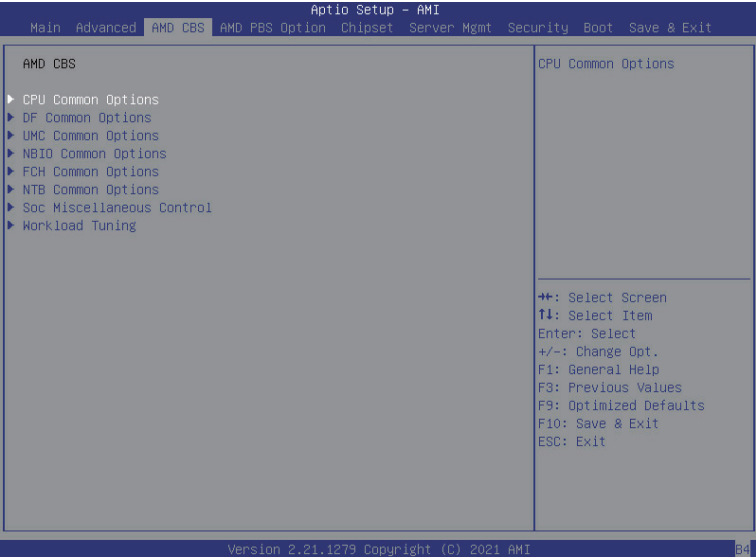 Aptio Setup – AMI
Main Advanced AMD CBS AMD PBS Option Chipset Server Mgmt Security Boot Save & Exit
AMD CBS
CPU Common Options
DF Common Options
UMC Common Options
NBIO Common Options
FCH Common Options
NTB Common Options
Soc Miscellaneous Control
Workload Tuning
CPU Common Options
→←: Select Screen
↑↓: Select Item
Enter: Select
+/-: Change Opt.
F1: General Help
F3: Previous Values
F9: Optimized Defaults
F10: Save & Exit
ESC: Exit
Version 2.21.1279 Copyright (C) 2021 AMI
B4